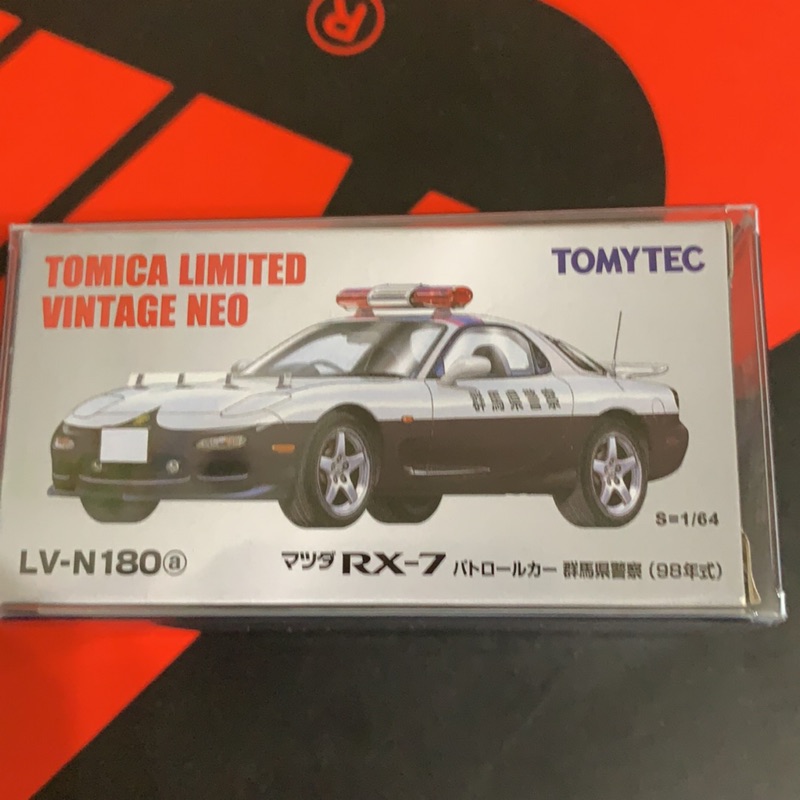 ®
TOMICA LIMITED
VINTAGE NEO
TOMYTEC
群馬県警察
S=1/64
LV-N180ⓐ
マツダ RX-7 パトロールカー 群馬県警察 (98年式)